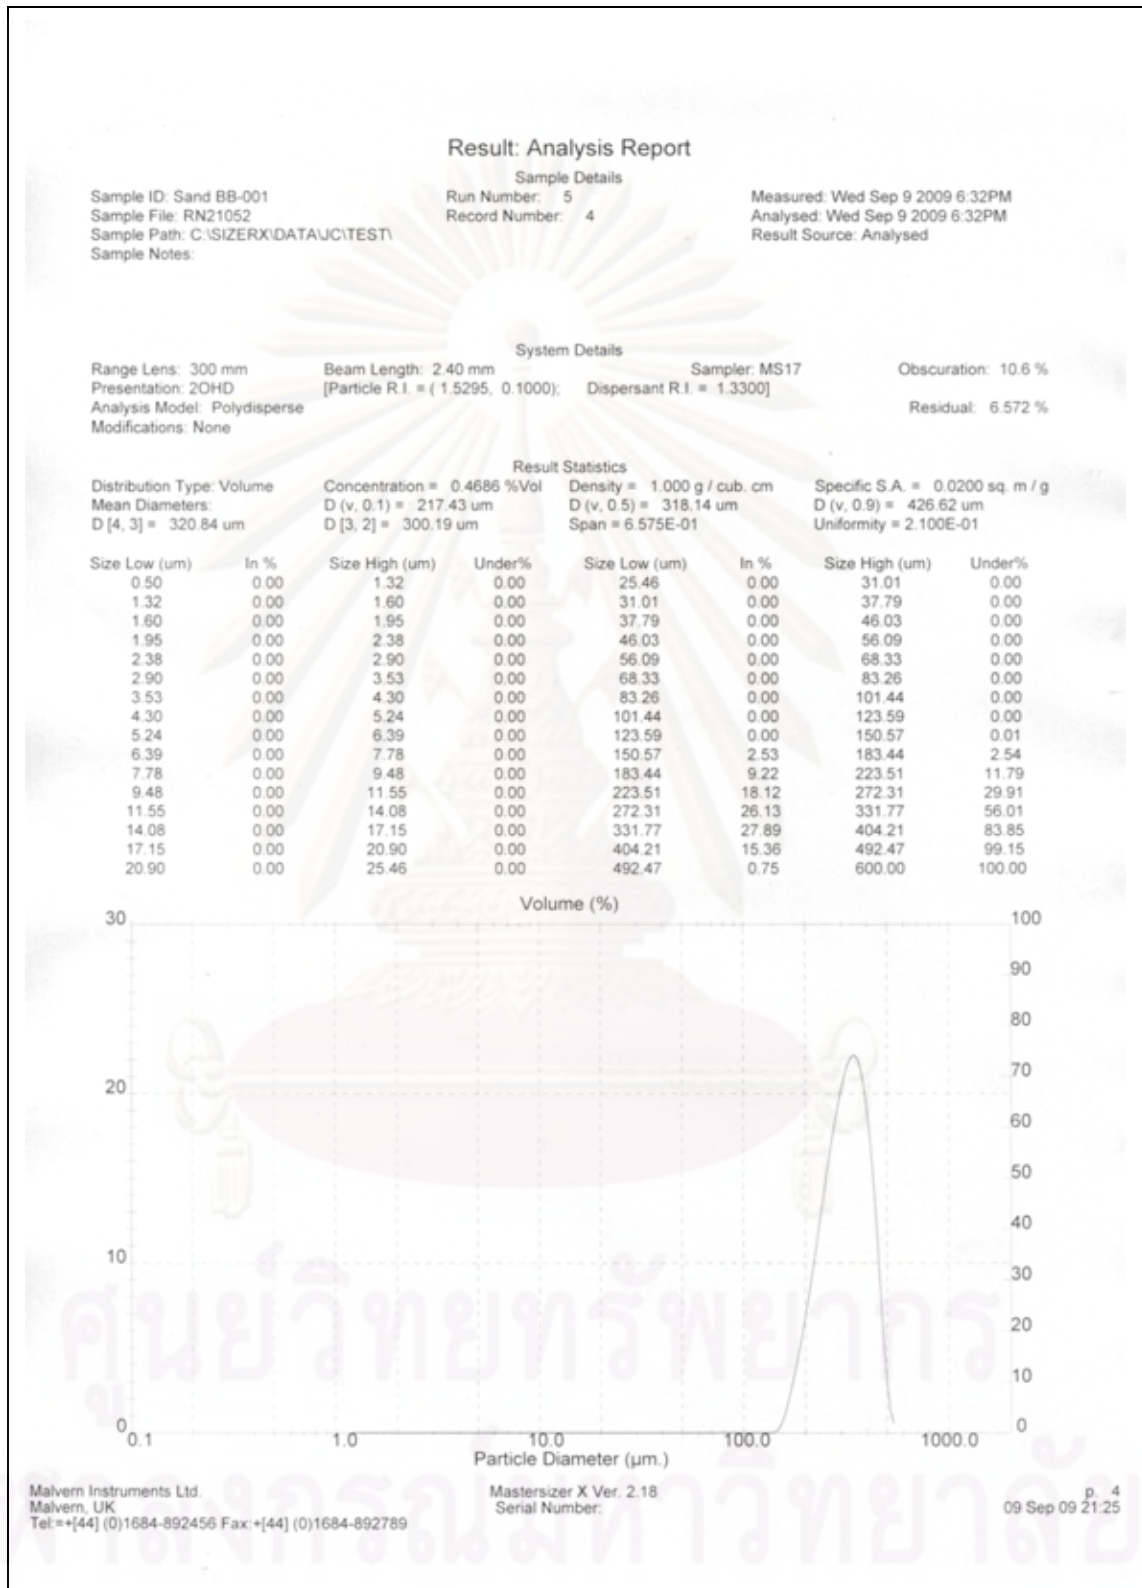 Result: Analysis Report
Sample Details
Sample ID: Sand BB-001 Run Number: 5 Measured: Wed Sep 9 2009 6:32PM
Sample File: RN21052 Record Number: 4 Analysed: Wed Sep 9 2009 6:32PM
Sample Path: C:\SIZERX\DATA\JC\TEST\ Result Source: Analysed
Sample Notes:
System Details
Range Lens: 300 mm Beam Length: 2.40 mm Sampler: MS17 Obscuration: 10.6 %
Presentation: 2OHD [Particle R.I. = ( 1.5295, 0.1000); Dispersant R.I. = 1.3300]
Analysis Model: Polydisperse Residual: 6.572 %
Modifications: None
Result Statistics
Distribution Type: Volume Concentration = 0.4686 %Vol Density = 1.000 g / cub. cm Specific S.A. = 0.0200 sq. m / g
Mean Diameters: D (v, 0.1) = 217.43 um D (v, 0.5) = 318.14 um D (v, 0.9) = 426.62 um
D [4, 3] = 320.84 um D [3, 2] = 300.19 um Span = 6.575E-01 Uniformity = 2.100E-01
Size Low (um) In % Size High (um) Under% Size Low (um) In % Size High (um) Under%
0.50 0.00 1.32 0.00 25.46 0.00 31.01 0.00
1.32 0.00 1.60 0.00 31.01 0.00 37.79 0.00
1.60 0.00 1.95 0.00 37.79 0.00 46.03 0.00
1.95 0.00 2.38 0.00 46.03 0.00 56.09 0.00
2.38 0.00 2.90 0.00 56.09 0.00 68.33 0.00
2.90 0.00 3.53 0.00 68.33 0.00 83.26 0.00
3.53 0.00 4.30 0.00 83.26 0.00 101.44 0.00
4.30 0.00 5.24 0.00 101.44 0.00 123.59 0.00
5.24 0.00 6.39 0.00 123.59 0.00 150.57 0.01
6.39 0.00 7.78 0.00 150.57 2.53 183.44 2.54
7.78 0.00 9.48 0.00 183.44 9.22 223.51 11.79
9.48 0.00 11.55 0.00 223.51 18.12 272.31 29.91
11.55 0.00 14.08 0.00 272.31 26.13 331.77 56.01
14.08 0.00 17.15 0.00 331.77 27.89 404.21 83.85
17.15 0.00 20.90 0.00 404.21 15.36 492.47 99.15
20.90 0.00 25.46 0.00 492.47 0.75 600.00 100.00
Volume (%)
30 100
90
80
70
20
60
50
40
10
30
20
10
0 0
0.1 1.0 10.0 100.0 1000.0
Particle Diameter (µm.)
ศูนย์วิทยทรัพยากร
Malvern Instruments Ltd. Mastersizer X Ver. 2.18 p. 4
Malvern, UK Serial Number: 09 Sep 09 21:25
Tel:=+[44] (0)1684-892456 Fax:+[44] (0)1684-892789